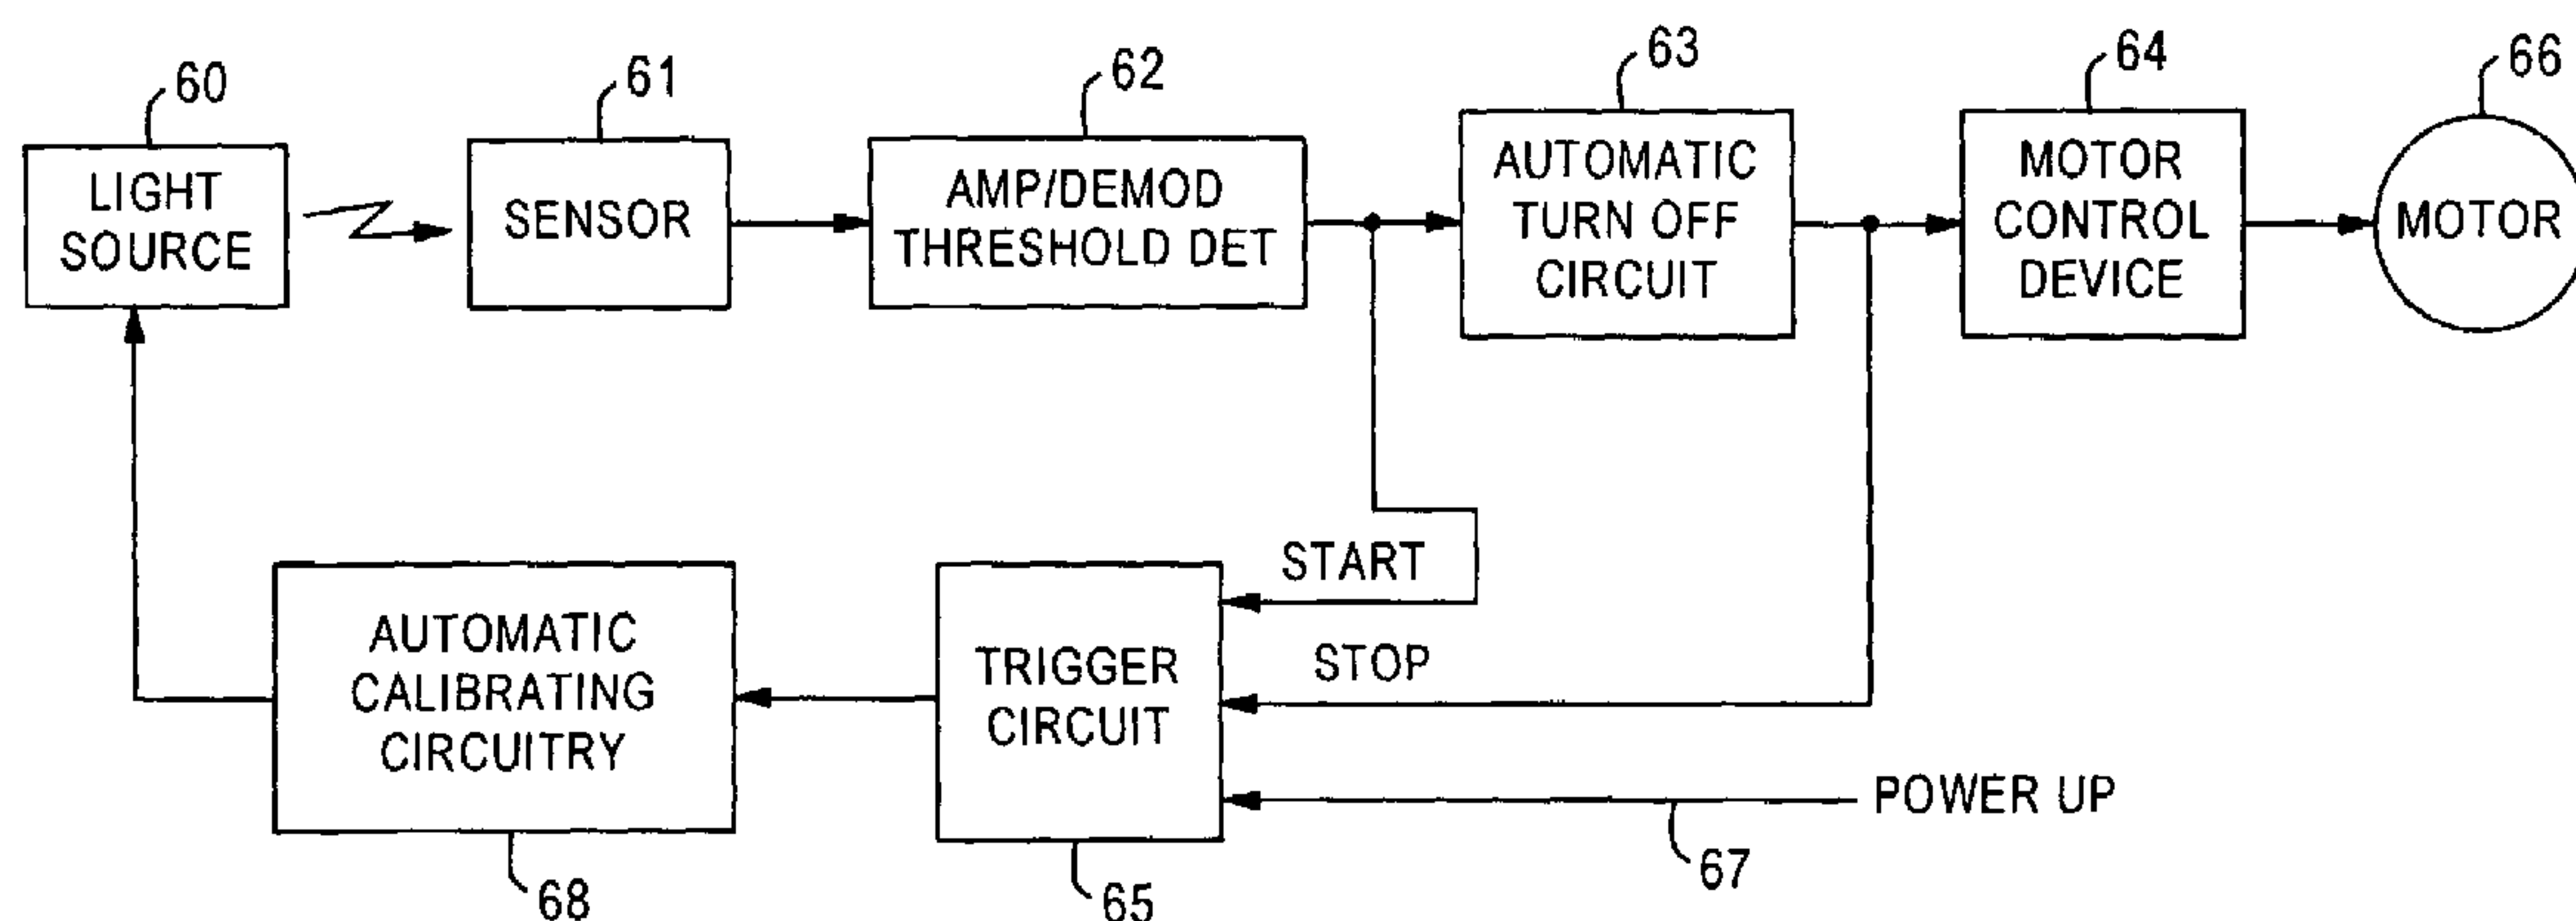 60
61
62
63
64
66
LIGHT
SOURCE
SENSOR
AMP/DEMOD
THRESHOLD DET
AUTOMATIC
TURN OFF
CIRCUIT
MOTOR
CONTROL
DEVICE
MOTOR
START
STOP
POWER UP
67
TRIGGER
CIRCUIT
65
AUTOMATIC
CALIBRATING
CIRCUITRY
68